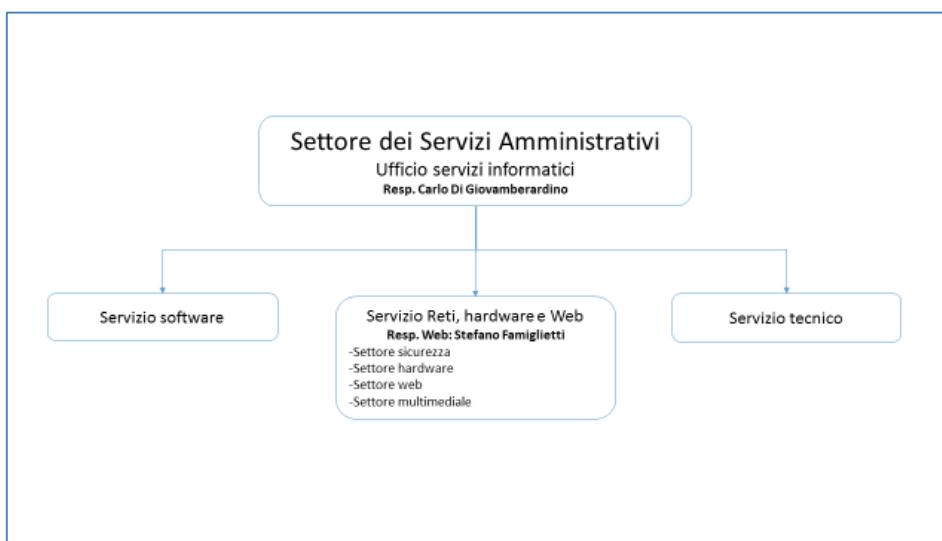 Settore dei Servizi Amministrativi
Ufficio servizi informatici
Resp. Carlo Di Giovamberardino
Servizio software
Servizio Reti, hardware e Web
Resp. Web: Stefano Famiglietti
-Settore sicurezza
-Settore hardware
-Settore web
-Settore multimediale
Servizio tecnico